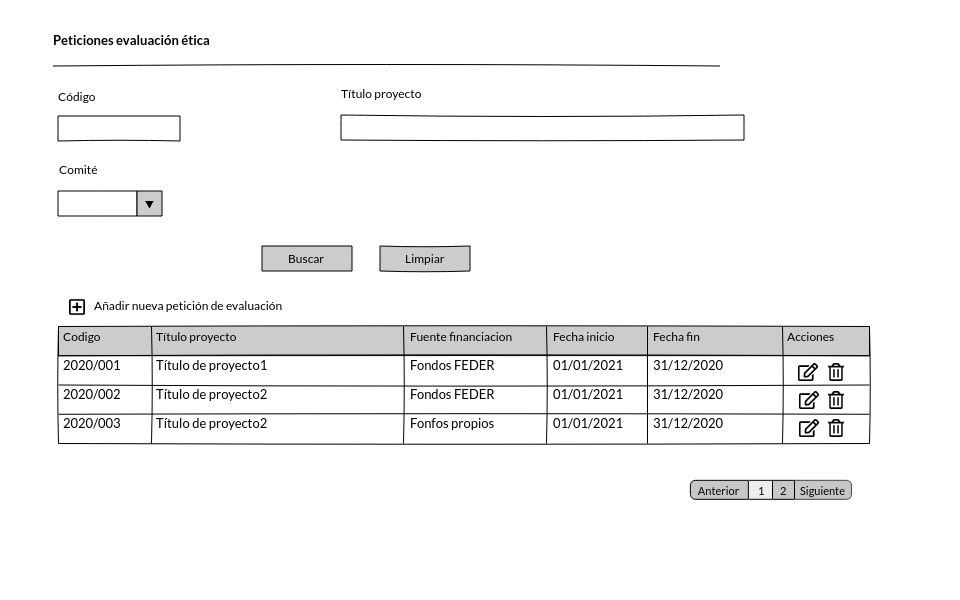 Peticiones evaluación ética
Código
Título proyecto
Comité
Buscar
Limpiar
Añadir nueva petición de evaluación
Codigo Título proyecto Fuente financiacion Fecha inicio Fecha fin Acciones
2020/001 Título de proyecto1 Fondos FEDER 01/01/2021 31/12/2020
2020/002 Título de proyecto2 Fondos FEDER 01/01/2021 31/12/2020
2020/003 Título de proyecto2 Fonfos propios 01/01/2021 31/12/2020
Anterior 1 2 Siguiente